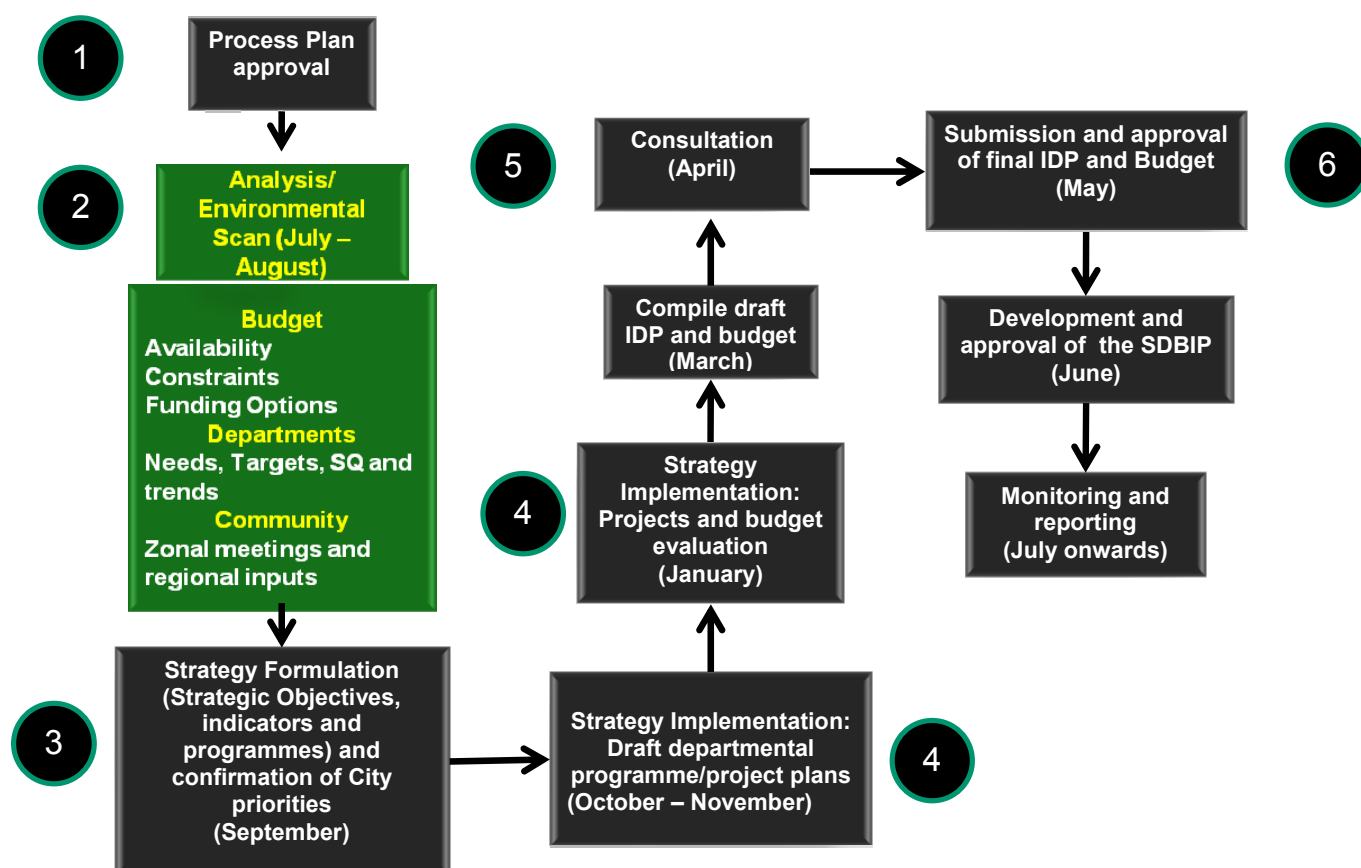 1
Process Plan
approval
2
Analysis/
Environmental
Scan (July –
August)
Budget
Availability
Constraints
Funding Options
Departments
Needs, Targets, SQ and
trends
Community
Zonal meetings and
regional inputs
3
Strategy Formulation
(Strategic Objectives,
indicators and
programmes) and
confirmation of City
priorities
(September)
Strategy Implementation:
Draft departmental
programme/project plans
(October – November)
4
4
Strategy
Implementation:
Projects and budget
evaluation
(January)
Compile draft
IDP and budget
(March)
5
Consultation
(April)
Submission and approval
of final IDP and Budget
(May)
6
Development and
approval of the SDBIP
(June)
Monitoring and
reporting
(July onwards)